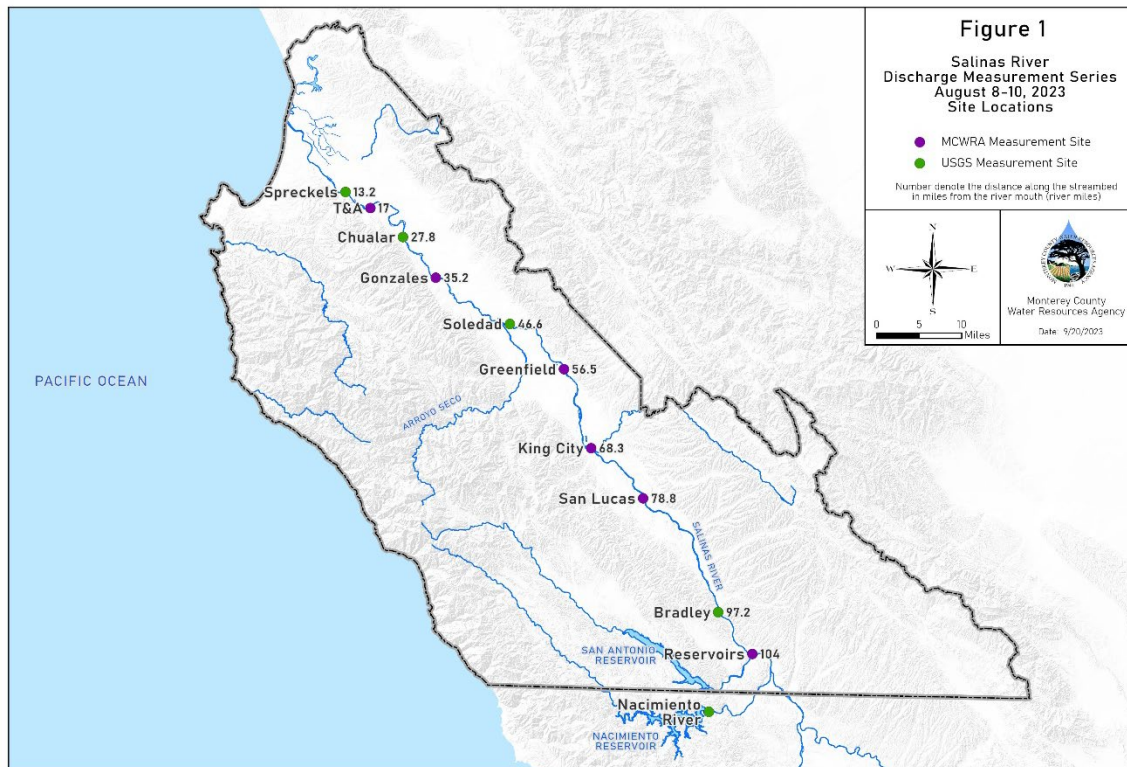 Figure 1
Salinas River
Discharge Measurement Series
August 8-10, 2023
Site Locations
MCWRA Measurement Site
USGS Measurement Site
Number denote the distance along the streambed
in miles from the river mouth (river miles)
N
W E
S
0 5 10
Miles
Monterey County
Water Resources Agency
Date: 9/20/2023
Spreckels 13.2
T&A 17
Chualar 27.8
Gonzales 35.2
Soledad 46.6
Greenfield 56.5
PACIFIC OCEAN
ARROYO SECO
King City 68.3
San Lucas 78.8
SALINAS RIVER
Bradley 97.2
SAN ANTONIO
RESERVOIR
Reservoirs 104
Nacimiento
River
NACIMIENTO
RESERVOIR